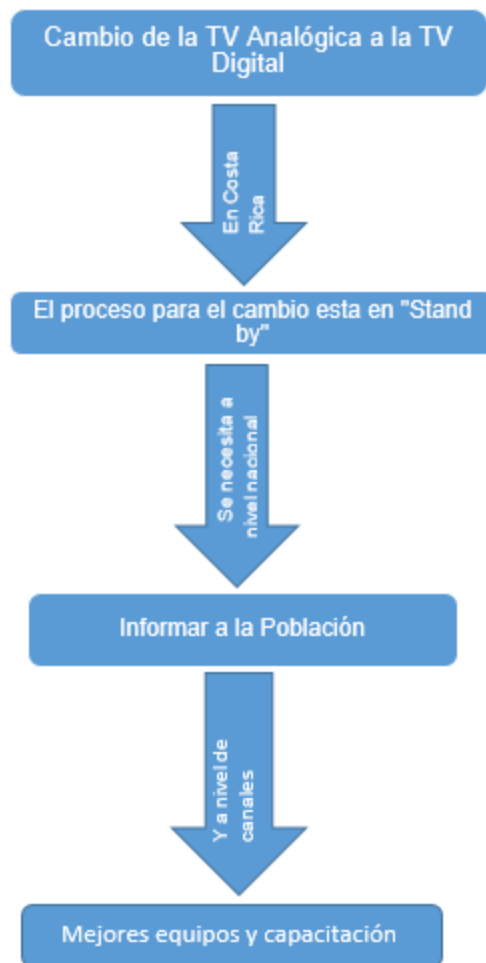 Cambio de la TV Analógica a la TV
Digital
En Costa
Rica
El proceso para el cambio esta en "Stand
by"
Se necesita a
nivel nacional
Informar a la Población
Y a nivel de
canales
Mejores equipos y capacitación